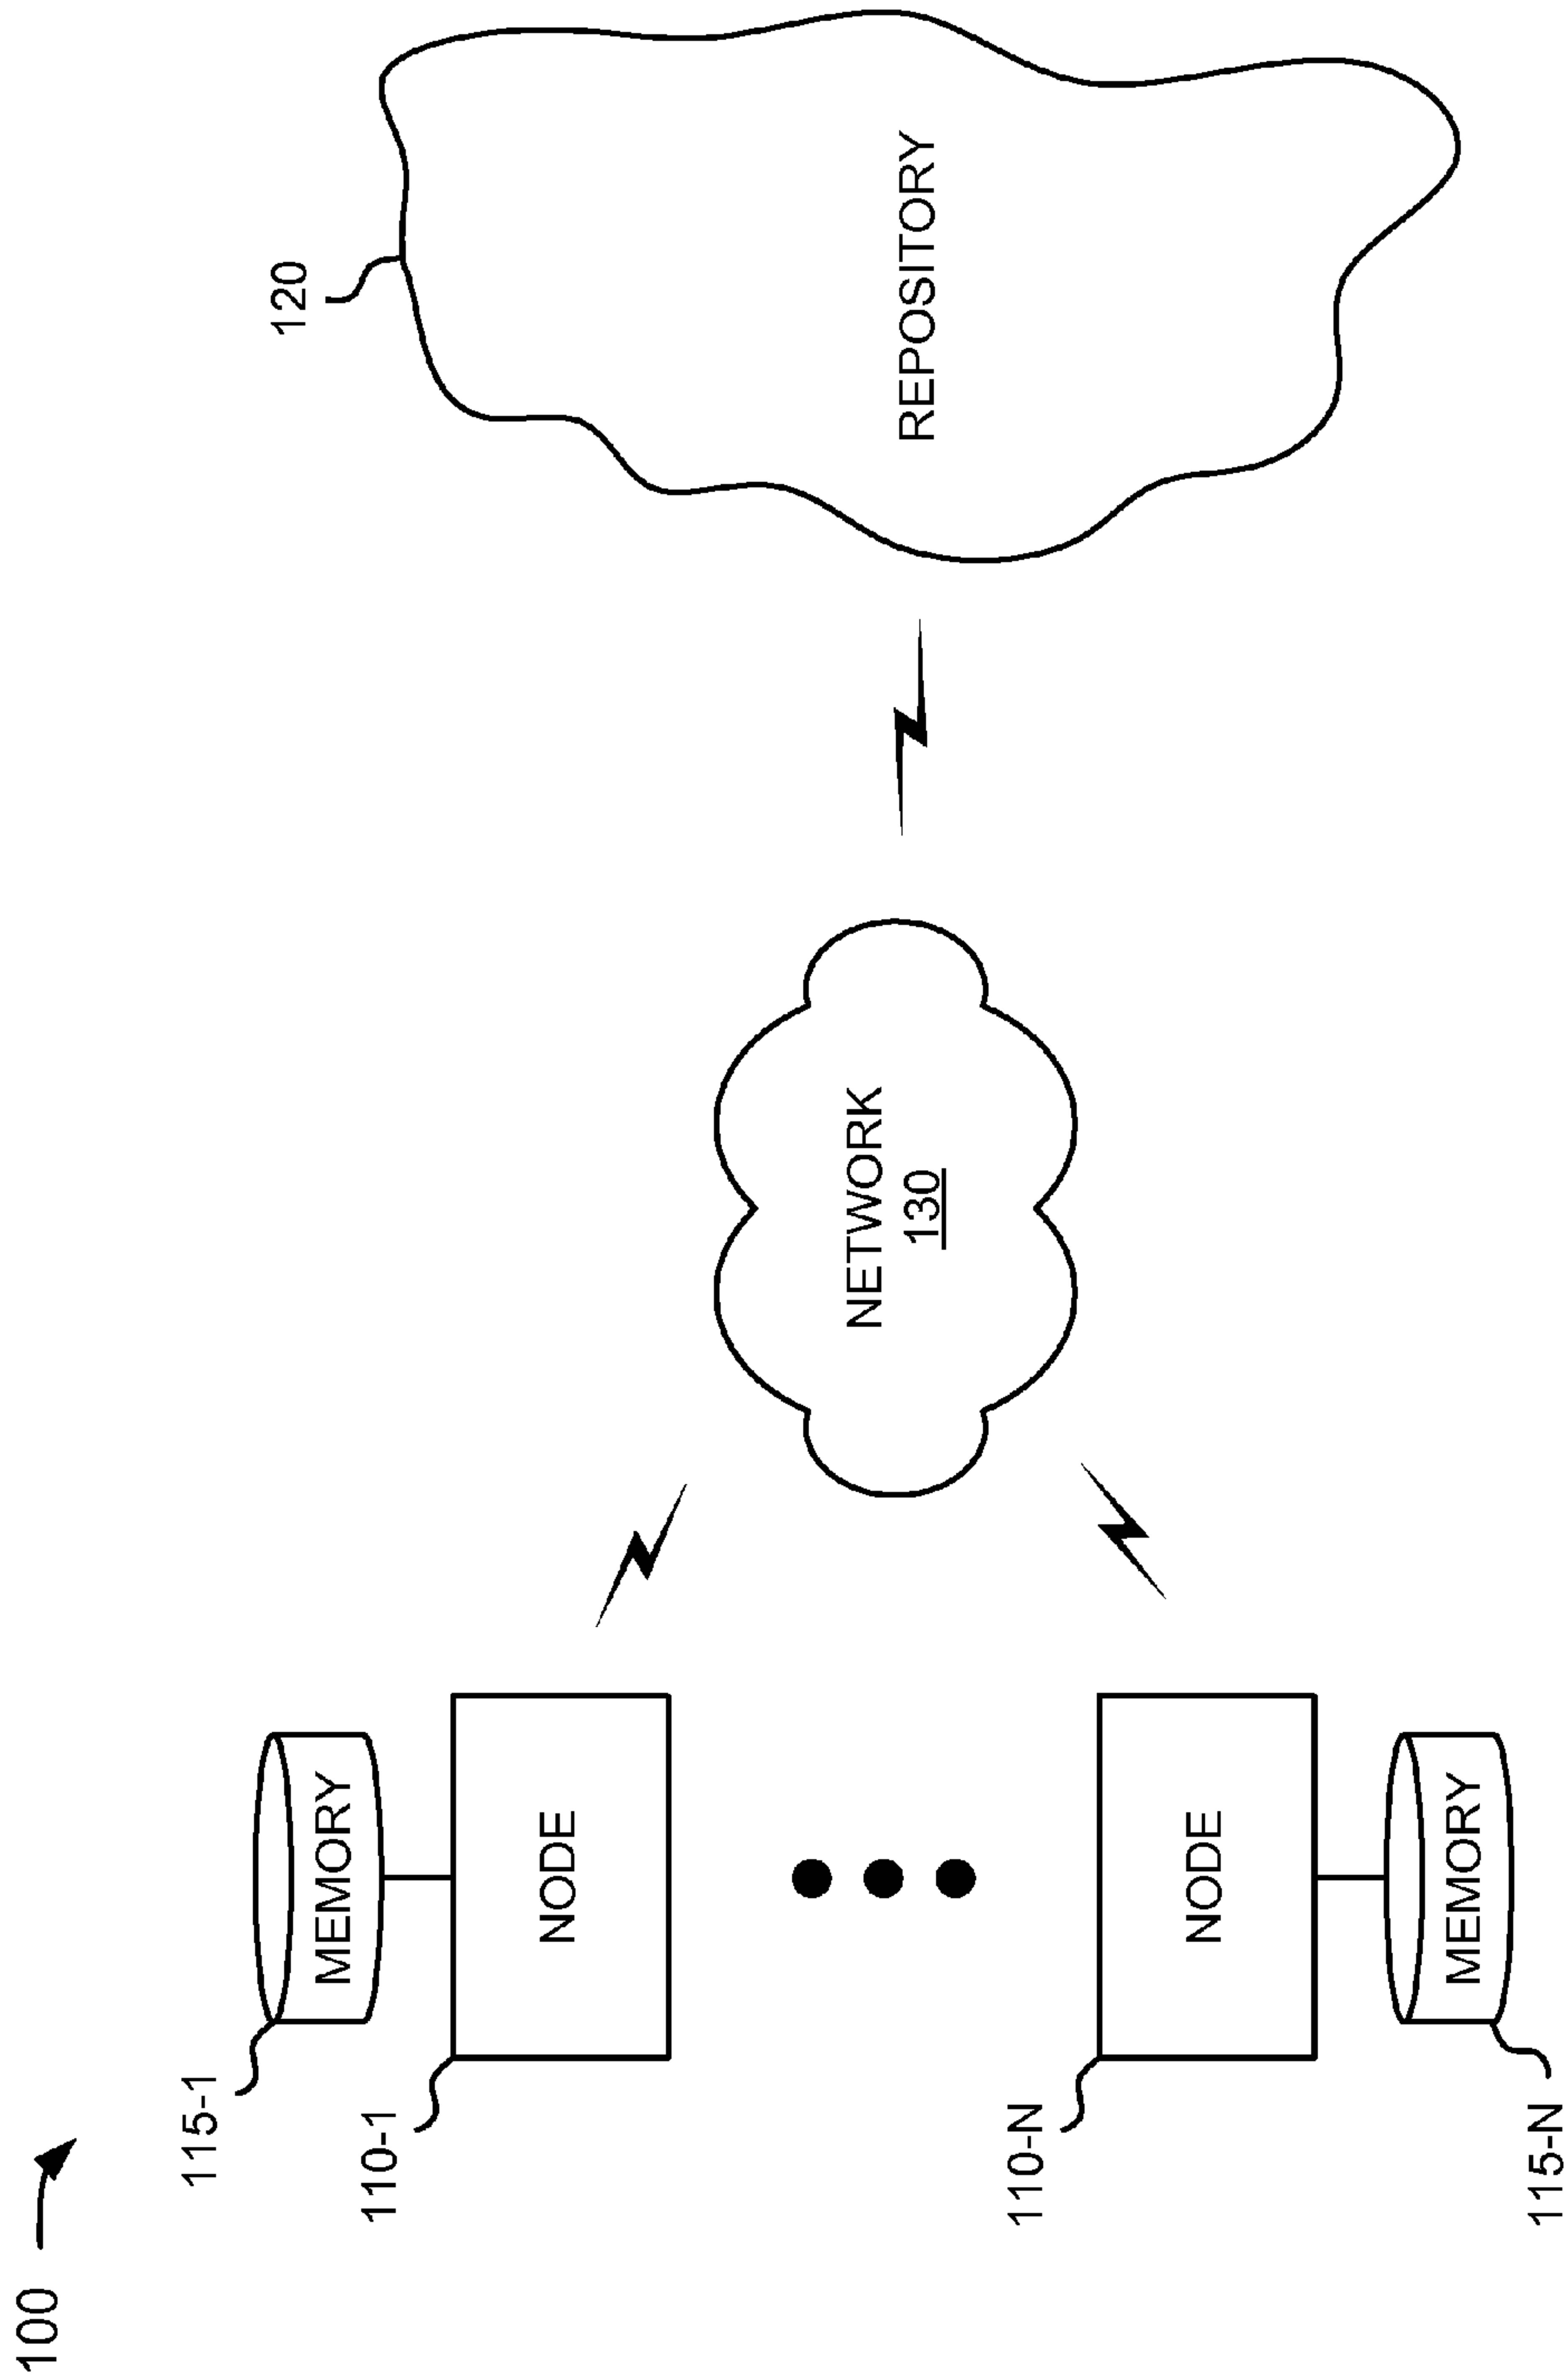 100
115-1
MEMORY
110-1
NODE
110-N
NODE
MEMORY
115-N
NETWORK
130
120
REPOSITORY